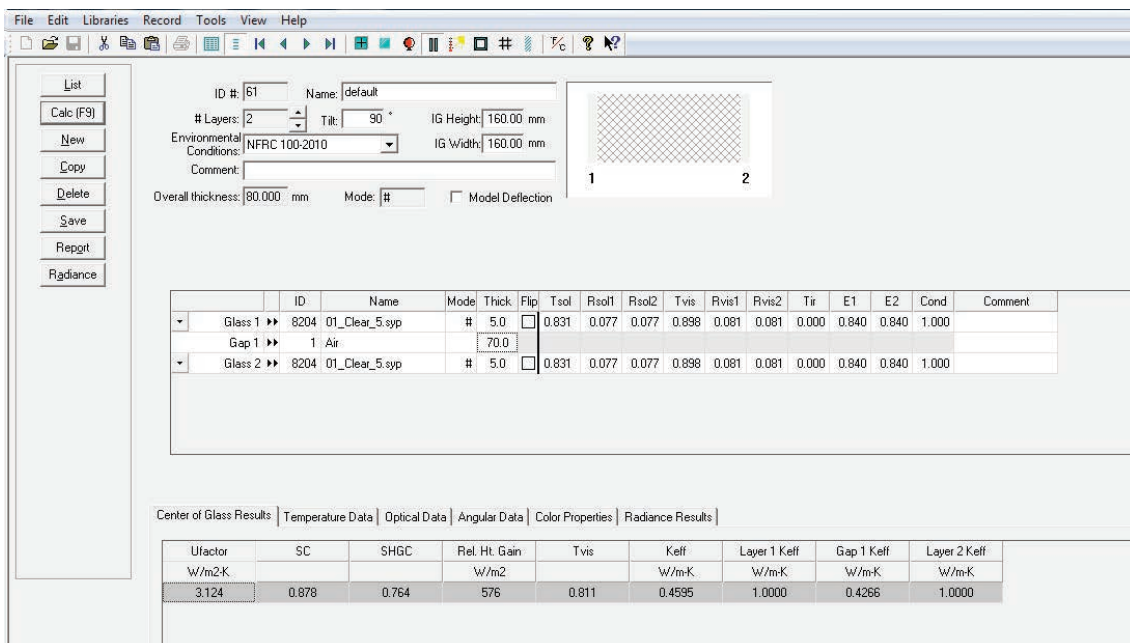 File Edit Libraries Record Tools View Help
List
Calc (F9)
New
Copy
Delete
Save
Report
Radiance
ID #: 61 Name: default
# Layers: 2 Tilt: 90 ° IG Height: 160.00 mm
Environmental Conditions: NFRC 100-2010 IG Width: 160.00 mm
Comment:
Overall thickness: 80.000 mm Mode: # Model Deflection
1 2
ID Name Mode Thick Flip Tsol Rsol1 Rsol2 Tvis Rvis1 Rvis2 Tir E1 E2 Cond Comment
Glass 1 8204 01_Clear_5.syp # 5.0 0.831 0.077 0.077 0.898 0.081 0.081 0.000 0.840 0.840 1.000
Gap 1 1 Air 70.0
Glass 2 8204 01_Clear_5.syp # 5.0 0.831 0.077 0.077 0.898 0.081 0.081 0.000 0.840 0.840 1.000
Center of Glass Results Temperature Data Optical Data Angular Data Color Properties Radiance Results
Ufactor SC SHGC Rel. Ht. Gain Tvis Keff Layer 1 Keff Gap 1 Keff Layer 2 Keff
W/m2-K W/m2 W/m-K W/m-K W/m-K W/m-K
3.124 0.878 0.764 576 0.811 0.4595 1.0000 0.4266 1.0000